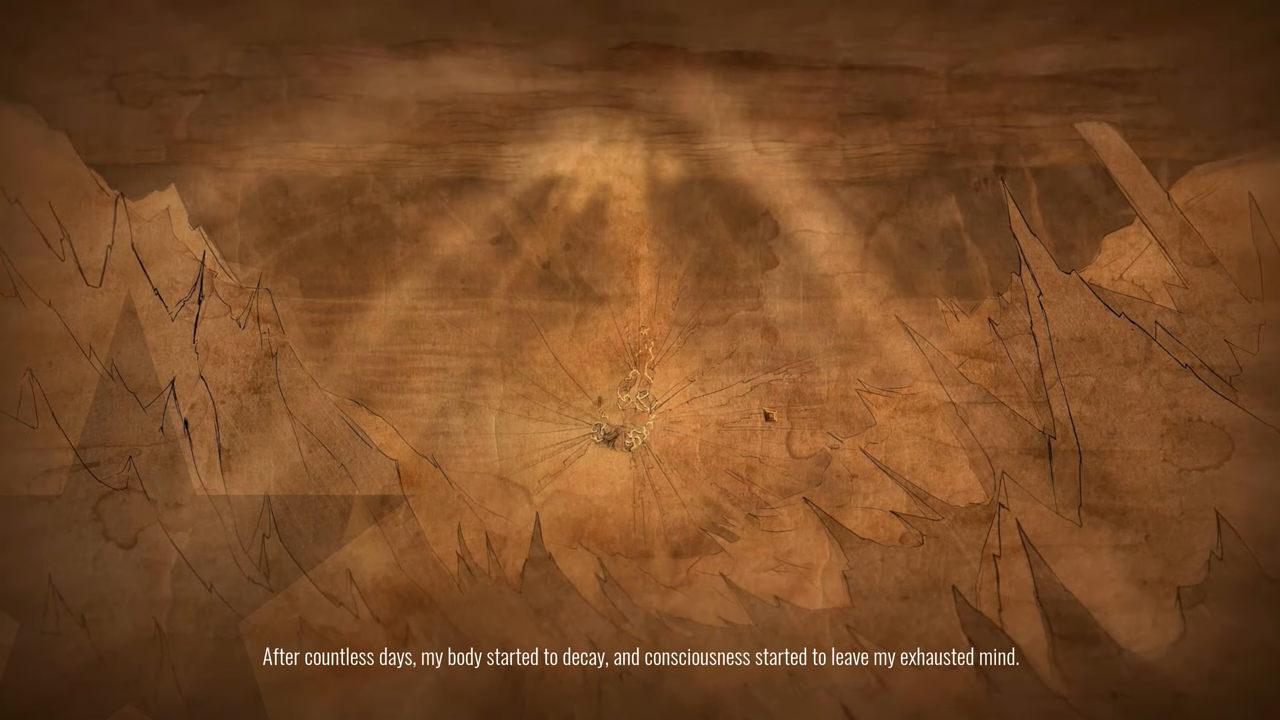 After countless days, my body started to decay, and consciousness started to leave my exhausted mind.